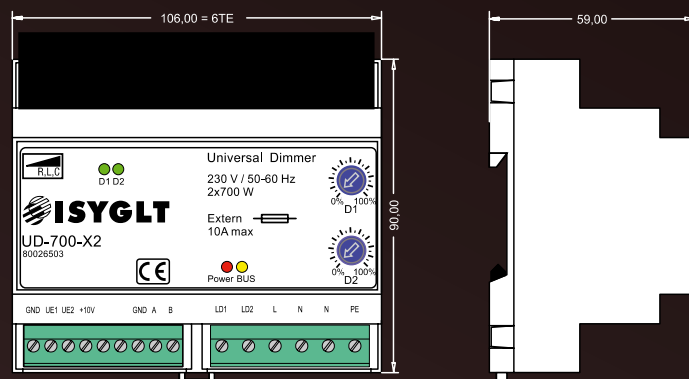 106,00 = 6TE
59,00
R,L,C
D1 D2
Universal Dimmer
230 V / 50-60 Hz
2x700 W
0% 100%
D1
ISYGLT
Extern
10A max
90,00
UD-700-X2
80026503
CE
Power BUS
0% 100%
D2
GND UE1 UE2 +10V GND A B
LD1 LD2 L N N PE